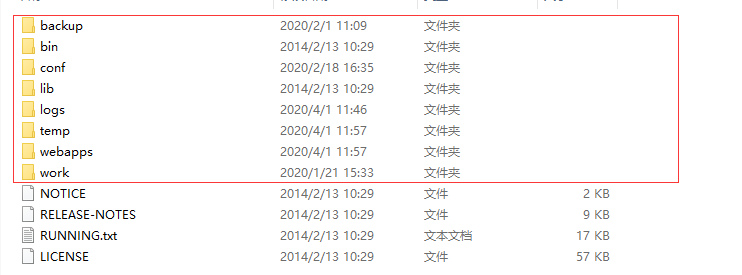 backup 2020/2/1 11:09 文件夹
bin 2014/2/13 10:29 文件夹
conf 2020/2/18 16:35 文件夹
lib 2014/2/13 10:29 文件夹
logs 2020/4/1 11:46 文件夹
temp 2020/4/1 11:57 文件夹
webapps 2020/4/1 11:57 文件夹
work 2020/1/21 15:33 文件夹
NOTICE 2014/2/13 10:29 文件 2 KB
RELEASE-NOTES 2014/2/13 10:29 文件 9 KB
RUNNING.txt 2014/2/13 10:29 文本文档 17 KB
LICENSE 2014/2/13 10:29 文件 57 KB